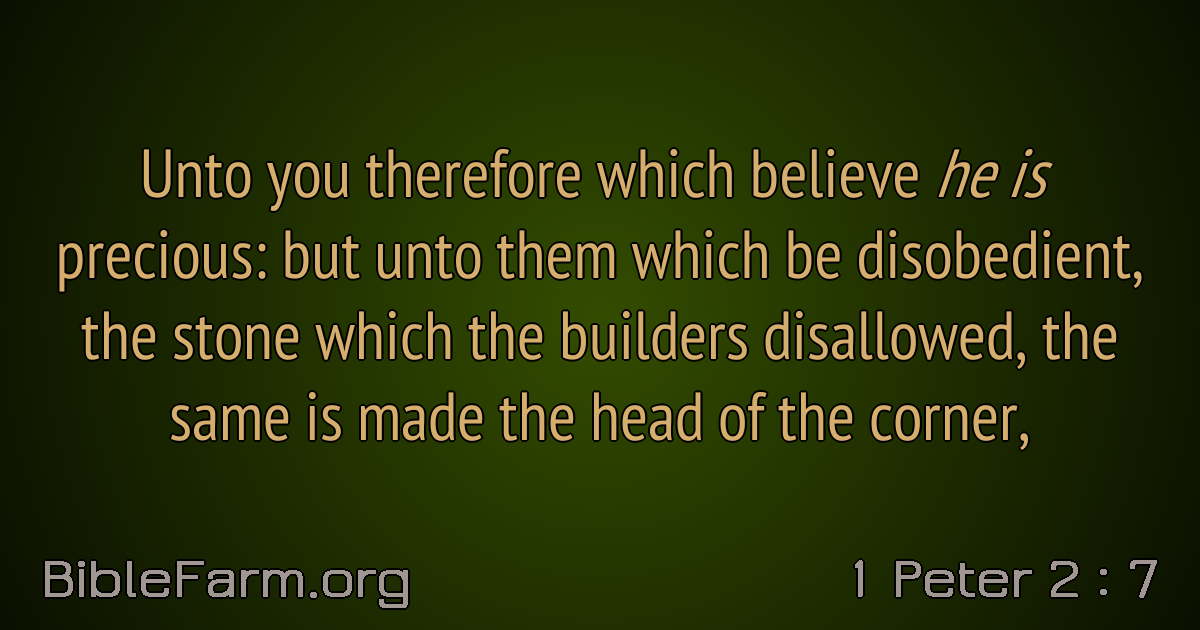 Unto you therefore which believe he is
precious: but unto them which be disobedient,
the stone which the builders disallowed, the
same is made the head of the corner,
BibleFarm.org
1 Peter 2 : 7